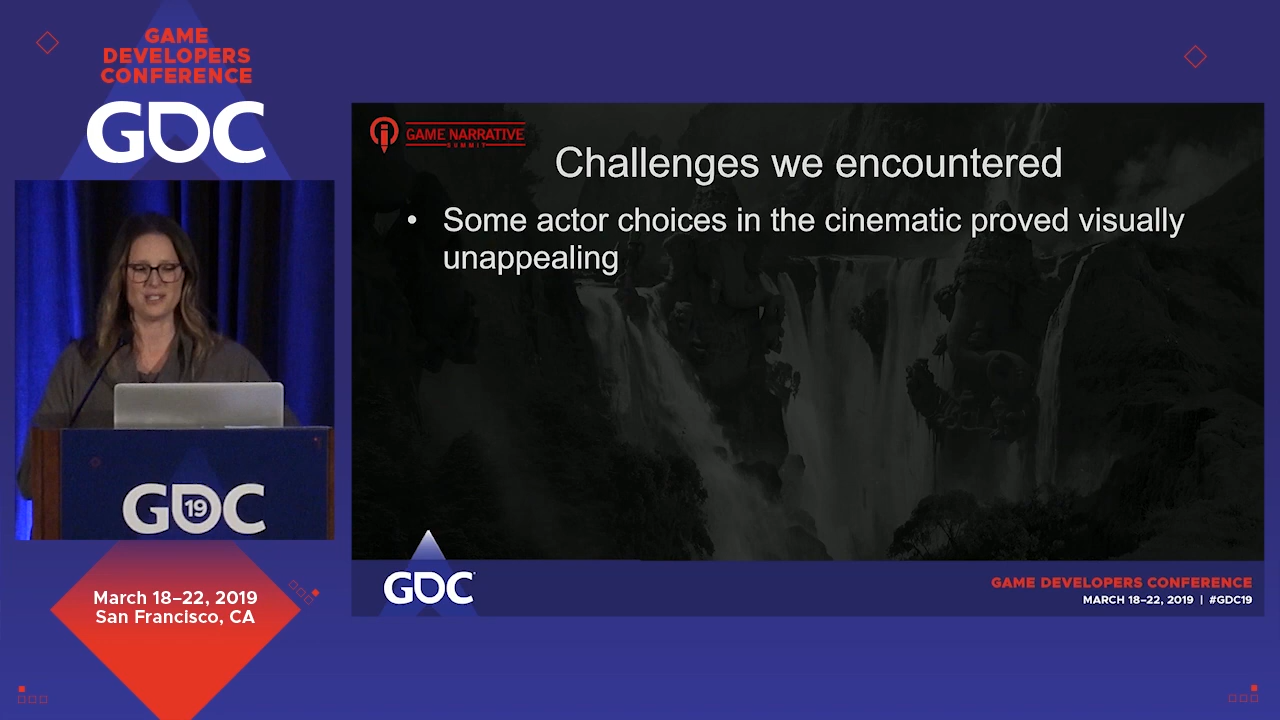 GAME
DEVELOPERS
CONFERENCE
GDC
GDC
19
March 18–22, 2019
San Francisco, CA
GAME NARRATIVE
SUMMIT
Challenges we encountered
• Some actor choices in the cinematic proved visually
unappealing
GDC
GAME DEVELOPERS CONFERENCE
MARCH 18–22, 2019 | #GDC19